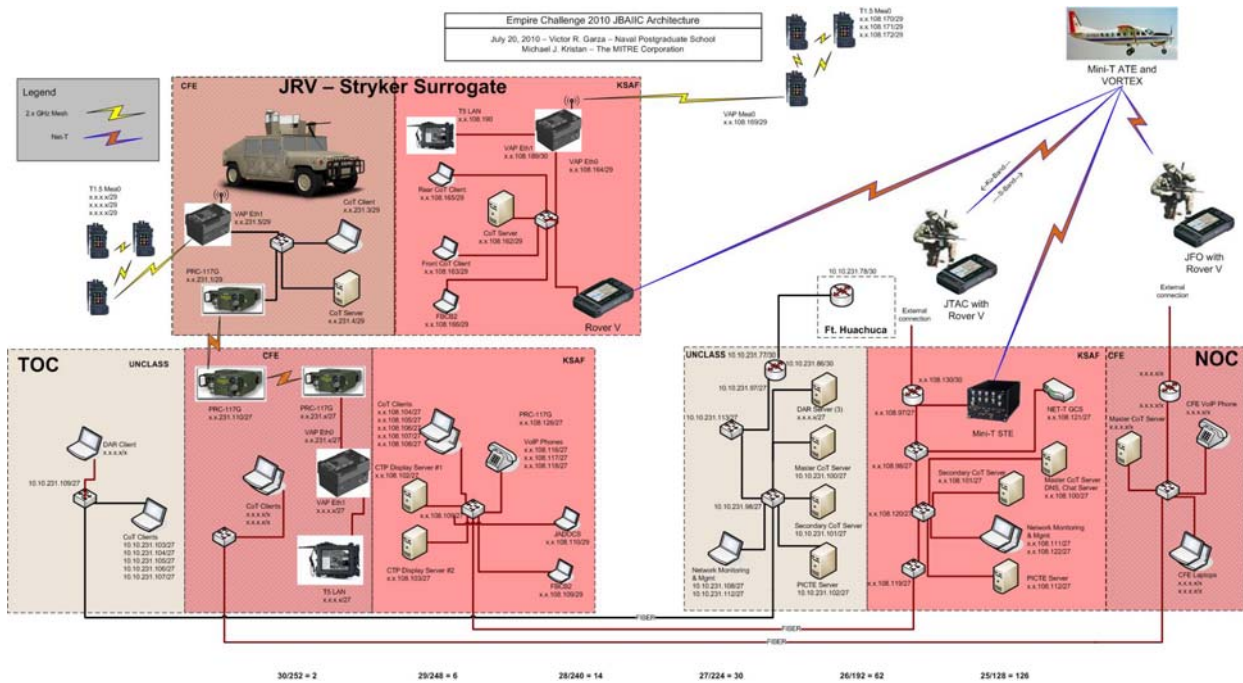 Empire Challenge 2010 JBAIIC Architecture
July 20, 2010 – Victor R. Garza – Naval Postgraduate School
Michael J. Kristan – The MITRE Corporation
T1.5 Mea0
x.x.108.170/29
x.x.108.171/29
x.x.108.172/29
Mini-T ATE and
VORTEX
Legend
2.x GHz Mesh
Net-T
CFE
JRV – Stryker Surrogate
KSAF
T5 LAN
x.x.108.190
VAP Eth1
x.x.108.189/30
VAP Eth0
x.x.108.164/29
VAP Mea0
x.x.108.169/29
T1.5 Mea0
x.x.x.x/29
x.x.x.x/29
x.x.x.x/29
VAP Eth1
x.x.231.5/29
CoT Client
x.x.231.3/29
Rear CoT Client
x.x.108.165/29
CoT Server
x.x.108.162/29
Front CoT Client
x.x.108.163/29
PRC-117G
x.x.231.1/29
CoT Server
x.x.231.4/29
FBCB2
x.x.108.166/29
Rover V
<-Ku-Band--
---S-Band-->
JTAC with
Rover V
JFO with
Rover V
10.10.231.78/30
Ft. Huachuca
External
connection
External
connection
TOC
UNCLASS
CFE
KSAF
PRC-117G
x.x.231.110/27
PRC-117G
x.x.231.x/27
VAP Eth0
x.x.231.x/27
VAP Eth1
x.x.x.x/27
T5 LAN
x.x.x.x/27
DAR Client
x.x.x.x/x
10.10.231.109/27
CoT Clients
10.10.231.103/27
10.10.231.104/27
10.10.231.105/27
10.10.231.106/27
10.10.231.107/27
CoT Clients
x.x.x.x/x
x.x.x.x/x
CoT Clients
x.x.108.104/27
x.x.108.105/27
x.x.108.106/27
x.x.108.107/27
x.x.108.108/27
PRC-117G
x.x.108.126/27
VoIP Phones
x.x.108.116/27
x.x.108.117/27
x.x.108.118/27
CTP Display Server #1
x.x.108.102/27
CTP Display Server #2
x.x.108.103/27
JADOCS
x.x.108.110/29
FBCB2
x.x.108.109/29
UNCLASS
10.10.231.77/30
10.10.231.86/30
10.10.231.97/27
10.10.231.113/27
DAR Server (3)
x.x.x.x/27
Master CoT Server
10.10.231.100/27
10.10.231.98/27
Secondary CoT Server
10.10.231.101/27
Network Monitoring
& Mgmt
10.10.231.108/27
10.10.231.112/27
PICTE Server
10.10.231.102/27
KSAF
x.x.108.130/30
x.x.108.97/27
Mini-T STE
NET-T GCS
x.x.108.121/27
x.x.108.98/27
Secondary CoT Server
x.x.108.101/27
Master CoT Server
DNS, Chat Server
x.x.108.100/27
x.x.108.120/27
Network Monitoring
& Mgmt
x.x.108.111/27
x.x.108.122/27
x.x.108.119/27
PICTE Server
x.x.108.112/27
CFE
NOC
x.x.x.x/x
CFE VoIP Phone
x.x.x.x/x
Master CoT Server
x.x.x.x/x
CFE Laptops
x.x.x.x/x
x.x.x.x/x
FIBER
FIBER
FIBER
30/252 = 2
29/248 = 6
28/240 = 14
27/224 = 30
26/192 = 62
25/128 = 126